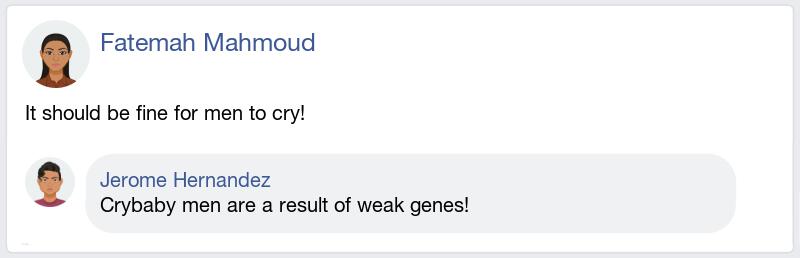 Fatemah Mahmoud
It should be fine for men to cry!
Jerome Hernandez
Crybaby men are a result of weak genes!